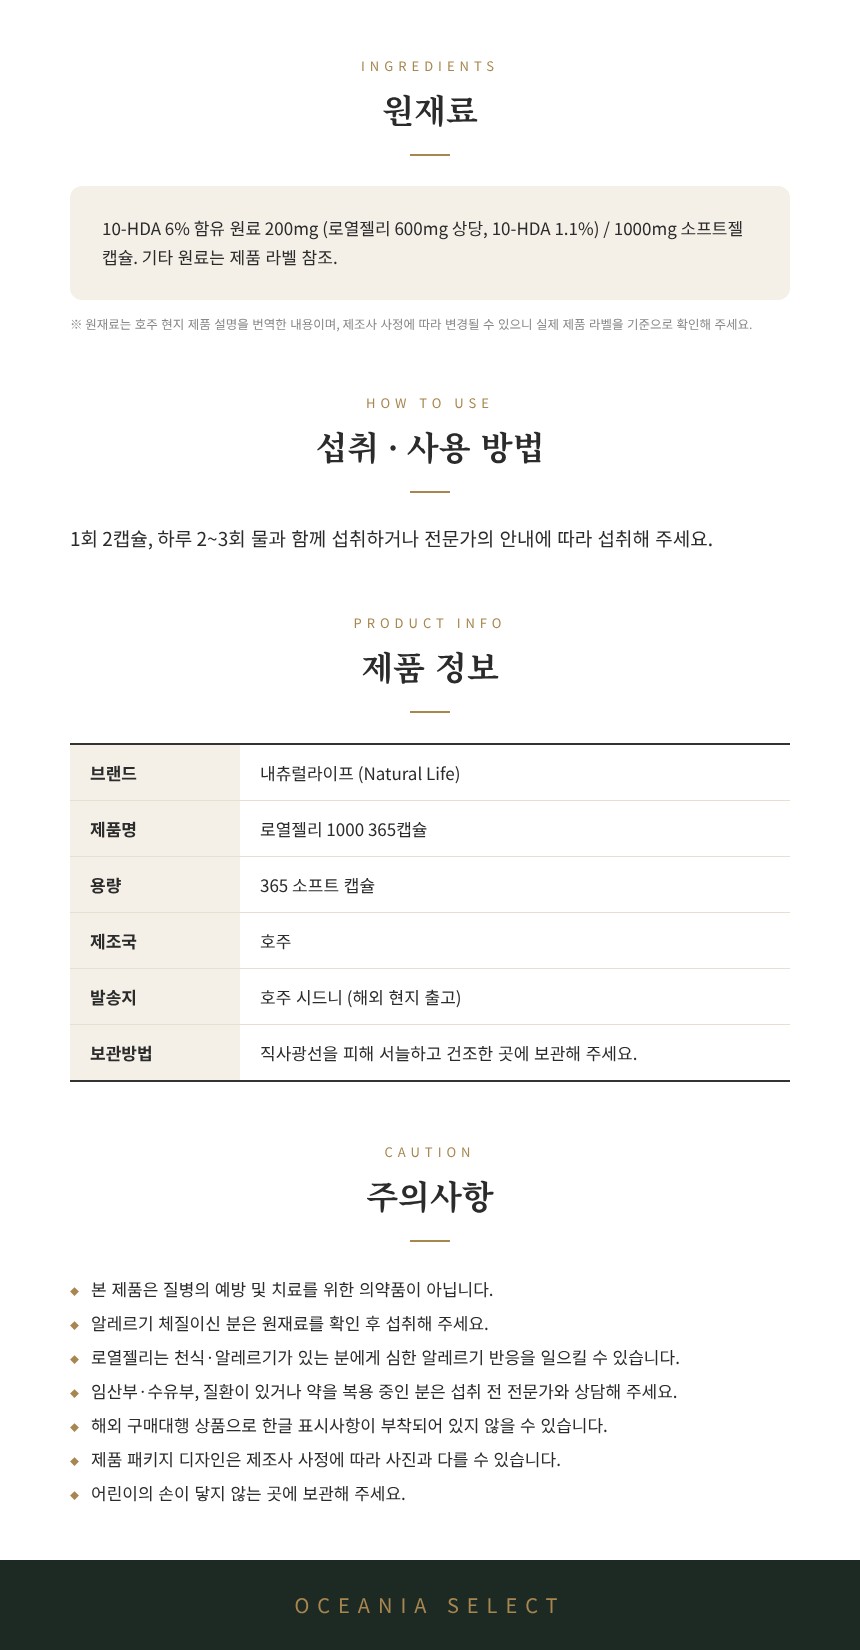 INGREDIENTS
원재료
10-HDA 6% 함유 원료 200mg (로열젤리 600mg 상당, 10-HDA 1.1%) / 1000mg 소프트젤
캡슐. 기타 원료는 제품 라벨 참조.
※ 원재료는 호주 현지 제품 설명을 번역한 내용이며, 제조사 사정에 따라 변경될 수 있으니 실제 제품 라벨을 기준으로 확인해 주세요.
HOW TO USE
섭취 · 사용 방법
1회 2캡슐, 하루 2~3회 물과 함께 섭취하거나 전문가의 안내에 따라 섭취해 주세요.
PRODUCT INFO
제품 정보
브랜드 내츄럴라이프 (Natural Life)
제품명 로열젤리 1000 365캡슐
용량 365 소프트 캡슐
제조국 호주
발송지 호주 시드니 (해외 현지 출고)
보관방법 직사광선을 피해 서늘하고 건조한 곳에 보관해 주세요.
CAUTION
주의사항
◆ 본 제품은 질병의 예방 및 치료를 위한 의약품이 아닙니다.
◆ 알레르기 체질이신 분은 원재료를 확인 후 섭취해 주세요.
◆ 로열젤리는 천식·알레르기가 있는 분에게 심한 알레르기 반응을 일으킬 수 있습니다.
◆ 임산부·수유부, 질환이 있거나 약을 복용 중인 분은 섭취 전 전문가와 상담해 주세요.
◆ 해외 구매대행 상품으로 한글 표시사항이 부착되어 있지 않을 수 있습니다.
◆ 제품 패키지 디자인은 제조사 사정에 따라 사진과 다를 수 있습니다.
◆ 어린이의 손이 닿지 않는 곳에 보관해 주세요.
OCEANIA SELECT